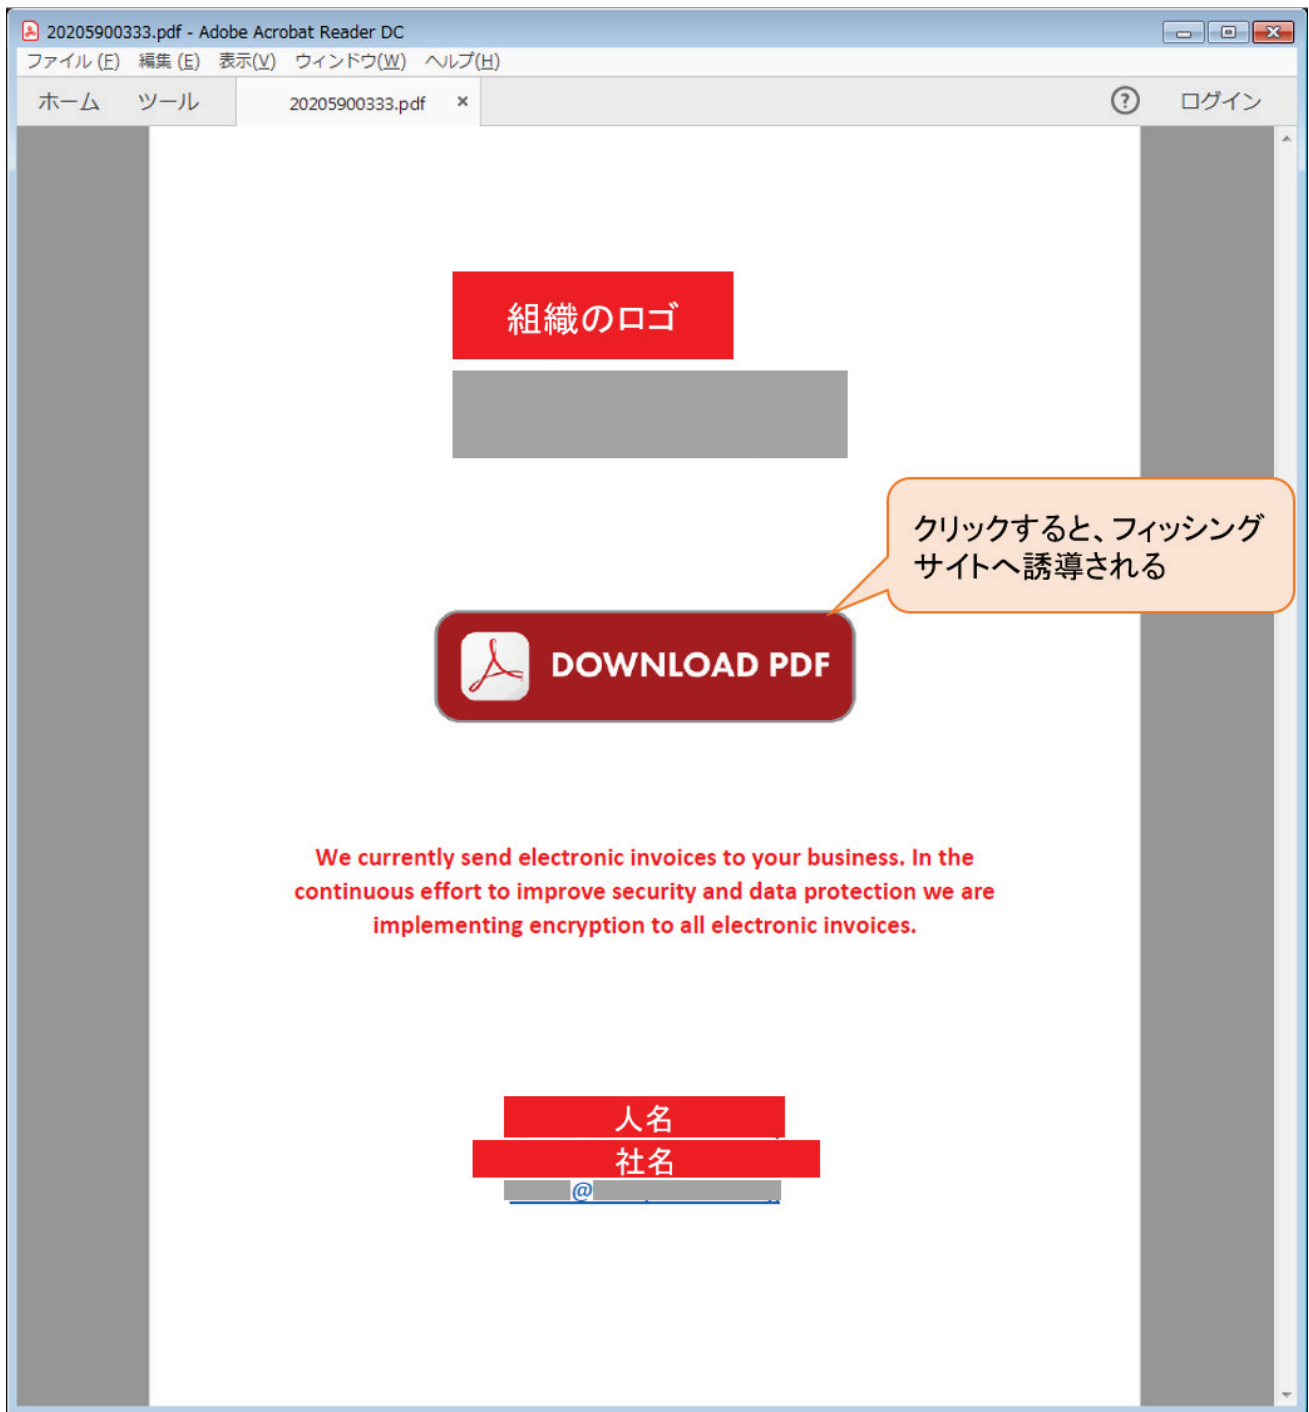 20205900333.pdf - Adobe Acrobat Reader DC
ファイル (F) 編集 (E) 表示(V) ウィンドウ(W) ヘルプ(H)
ホーム ツール 20205900333.pdf × ? ログイン
組織のロゴ
クリックすると、フィッシング
サイトへ誘導される
DOWNLOAD PDF
We currently send electronic invoices to your business. In the
continuous effort to improve security and data protection we are
implementing encryption to all electronic invoices.
人名
社名
@